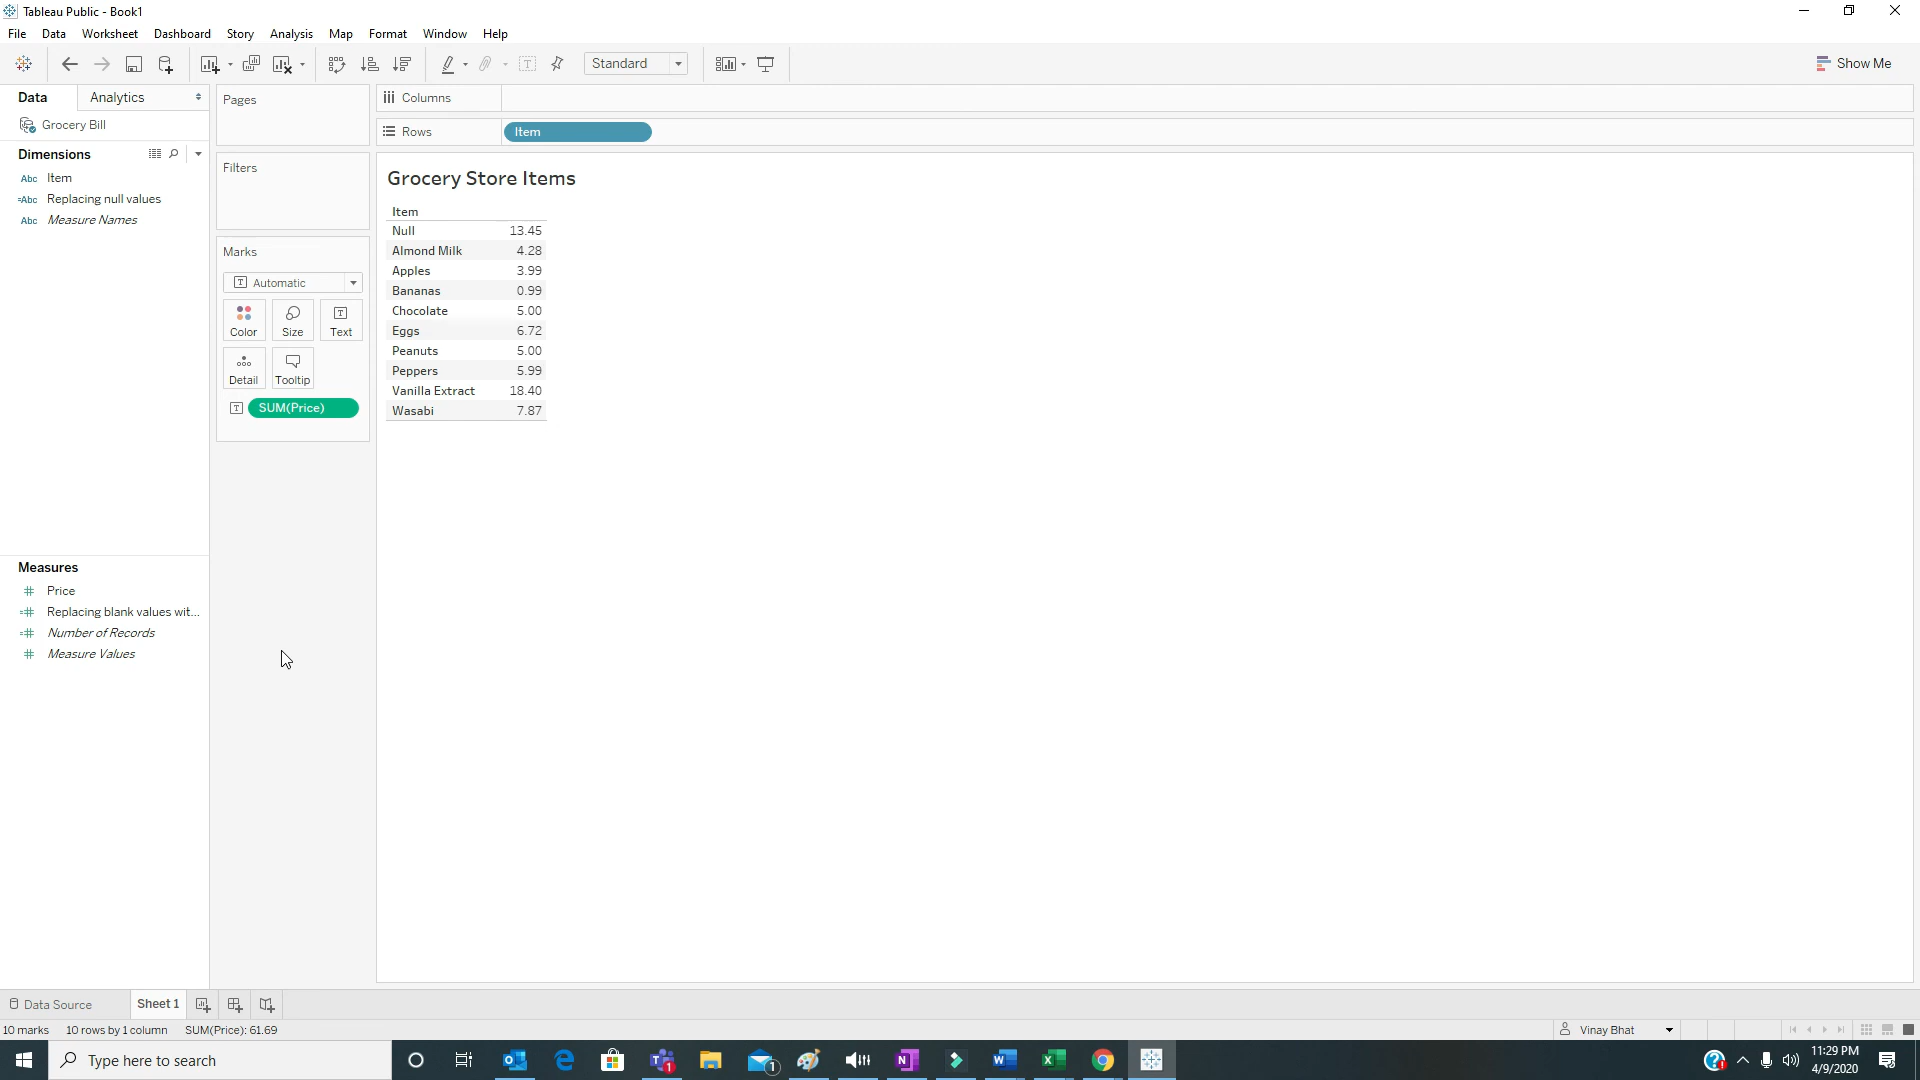 Tableau Public - Book1
File Data Worksheet Dashboard Story Analysis Map Format Window Help
Standard
Show Me
Data Analytics
Grocery Bill
Dimensions
Abc Item
=Abc Replacing null values
Abc Measure Names
Measures
# Price
=# Replacing blank values wit...
=# Number of Records
# Measure Values
Pages
Filters
Marks
T Automatic
Color Size T Text
Detail Tooltip
T SUM(Price)
Columns
Rows Item
Grocery Store Items
Item
Null 13.45
Almond Milk 4.28
Apples 3.99
Bananas 0.99
Chocolate 5.00
Eggs 6.72
Peanuts 5.00
Peppers 5.99
Vanilla Extract 18.40
Wasabi 7.87
Data Source Sheet 1
10 marks 10 rows by 1 column SUM(Price): 61.69 Vinay Bhat
Type here to search
11:29 PM
4/9/2020